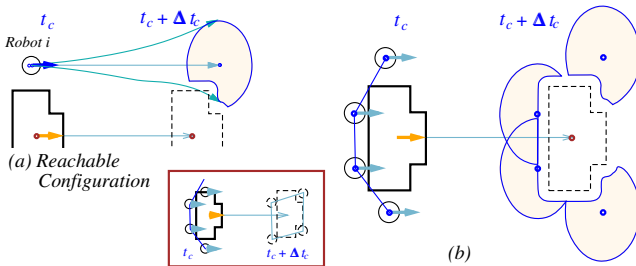 t_c
t_c + Δ t_c
Robot i
(a) Reachable
Configuration
t_c
t_c + Δ t_c
t_c
t_c + Δ t_c
(b)